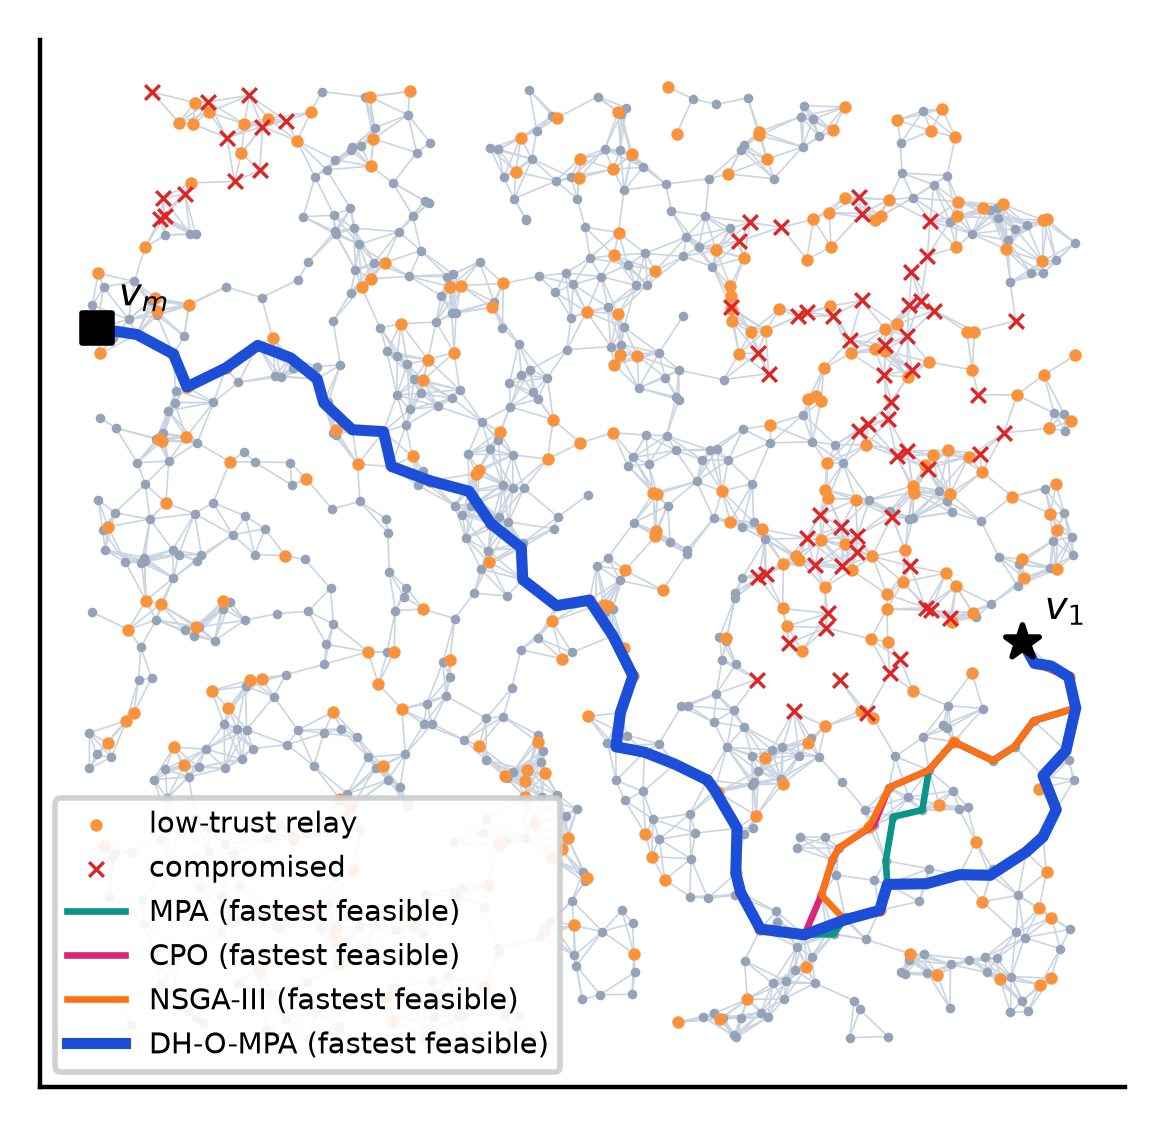 v_m
v_1
low-trust relay
compromised
MPA (fastest feasible)
CPO (fastest feasible)
NSGA-III (fastest feasible)
DH-O-MPA (fastest feasible)